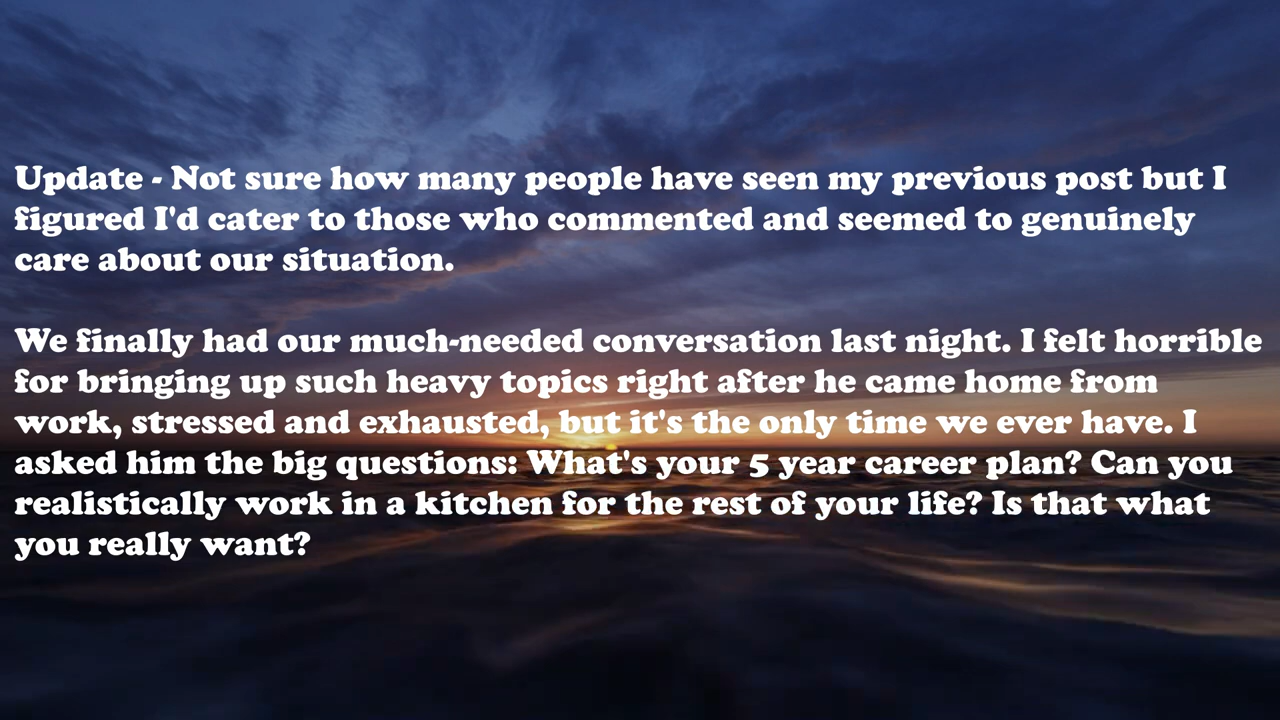 Update - Not sure how many people have seen my previous post but I
figured I'd cater to those who commented and seemed to genuinely
care about our situation.
We finally had our much-needed conversation last night. I felt horrible
for bringing up such heavy topics right after he came home from
work, stressed and exhausted, but it's the only time we ever have. I
asked him the big questions: What's your 5 year career plan? Can you
realistically work in a kitchen for the rest of your life? Is that what
you really want?